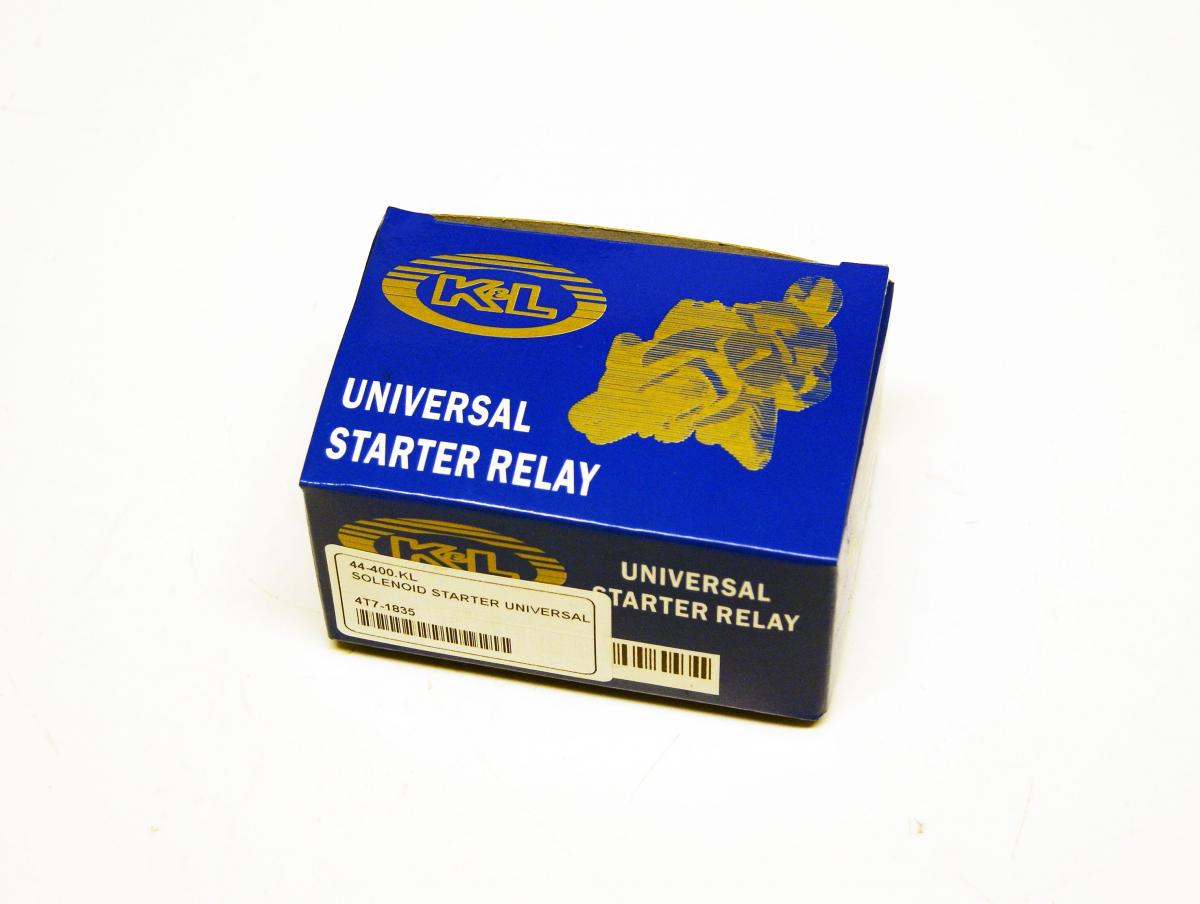 K&L
UNIVERSAL
STARTER RELAY
K&L
UNIVERSAL
STARTER RELAY
44-400.KL
SOLENOID STARTER UNIVERSAL
4T7-1835